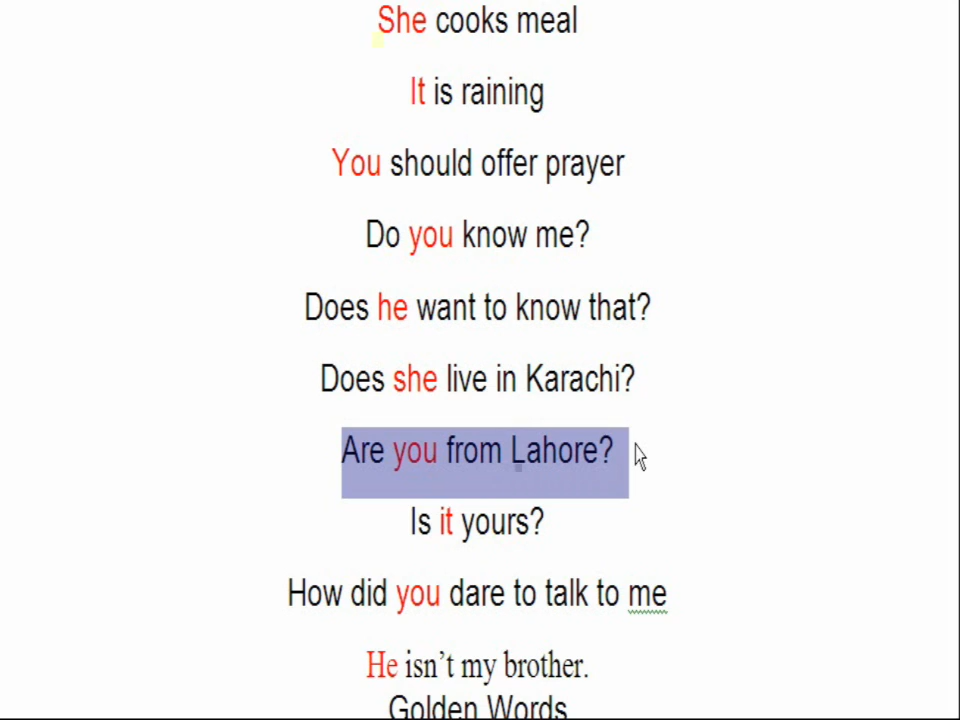 She cooks meal
It is raining
You should offer prayer
Do you know me?
Does he want to know that?
Does she live in Karachi?
Are you from Lahore?
Is it yours?
How did you dare to talk to me
He isn’t my brother.
Golden Words